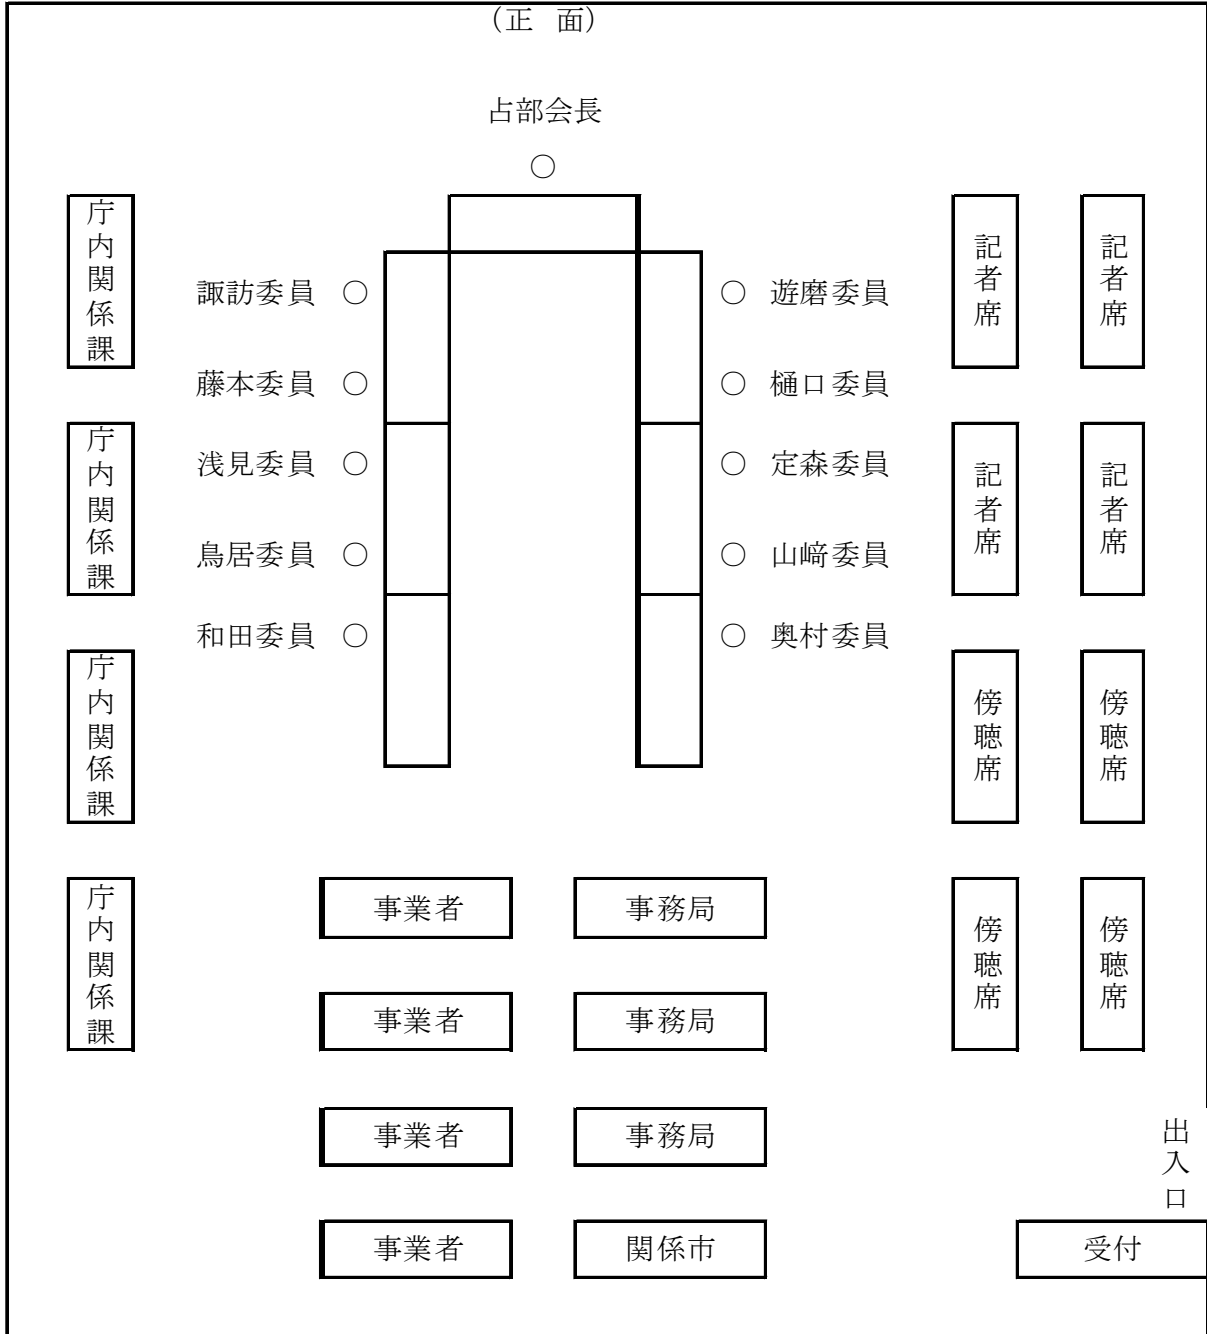 (正 面)
占部会長
○
庁内関係課
記者席
記者席
諏訪委員 ○
○ 遊磨委員
藤本委員 ○
○ 樋口委員
庁内関係課
記者席
記者席
浅見委員 ○
○ 定森委員
鳥居委員 ○
○ 山﨑委員
和田委員 ○
○ 奥村委員
庁内関係課
傍聴席
傍聴席
庁内関係課
事業者
事務局
傍聴席
傍聴席
事業者
事務局
事業者
事務局
出入口
事業者
関係市
受付